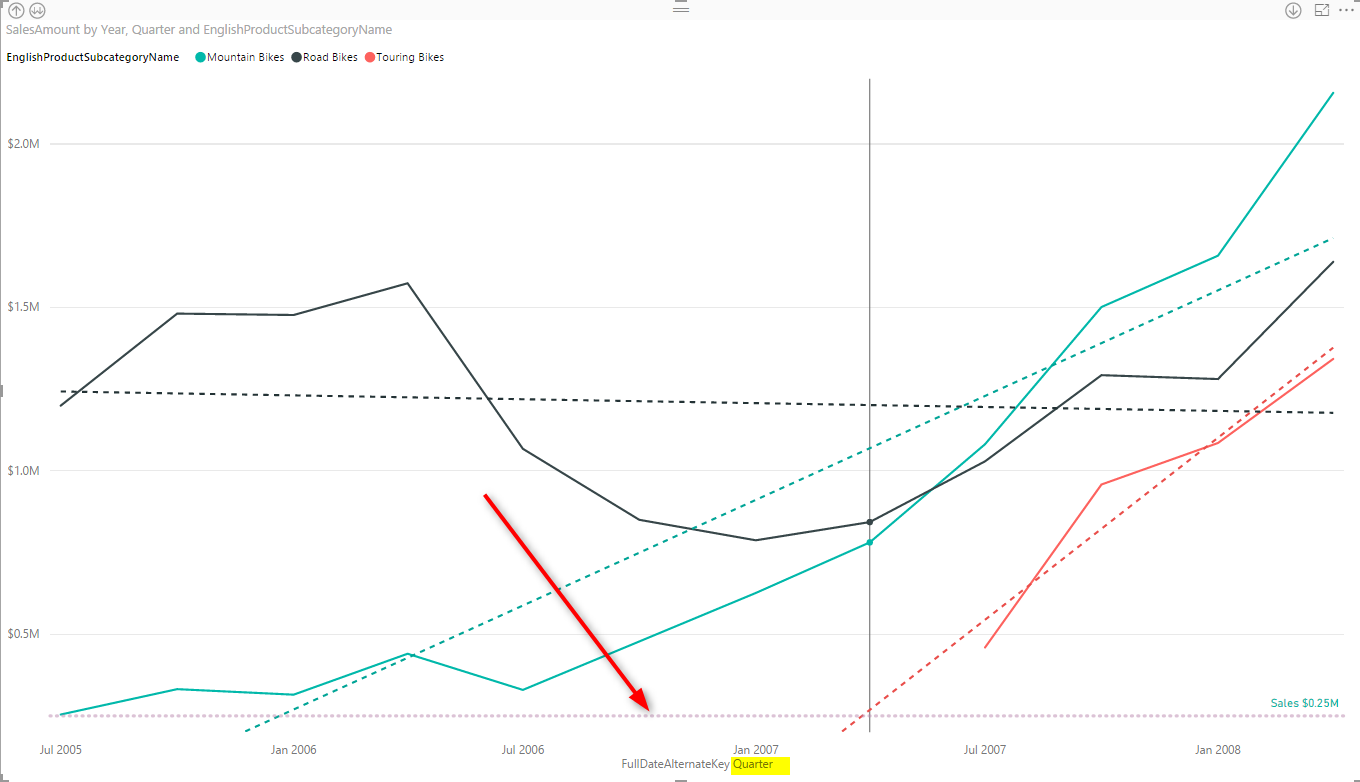 SalesAmount by Year, Quarter and EnglishProductSubcategoryName
EnglishProductSubcategoryName Mountain Bikes Road Bikes Touring Bikes
$2.0M
$1.5M
$1.0M
$0.5M
Sales $0.25M
Jul 2005 Jan 2006 Jul 2006 Jan 2007 Jul 2007 Jan 2008
FullDateAlternateKey Quarter